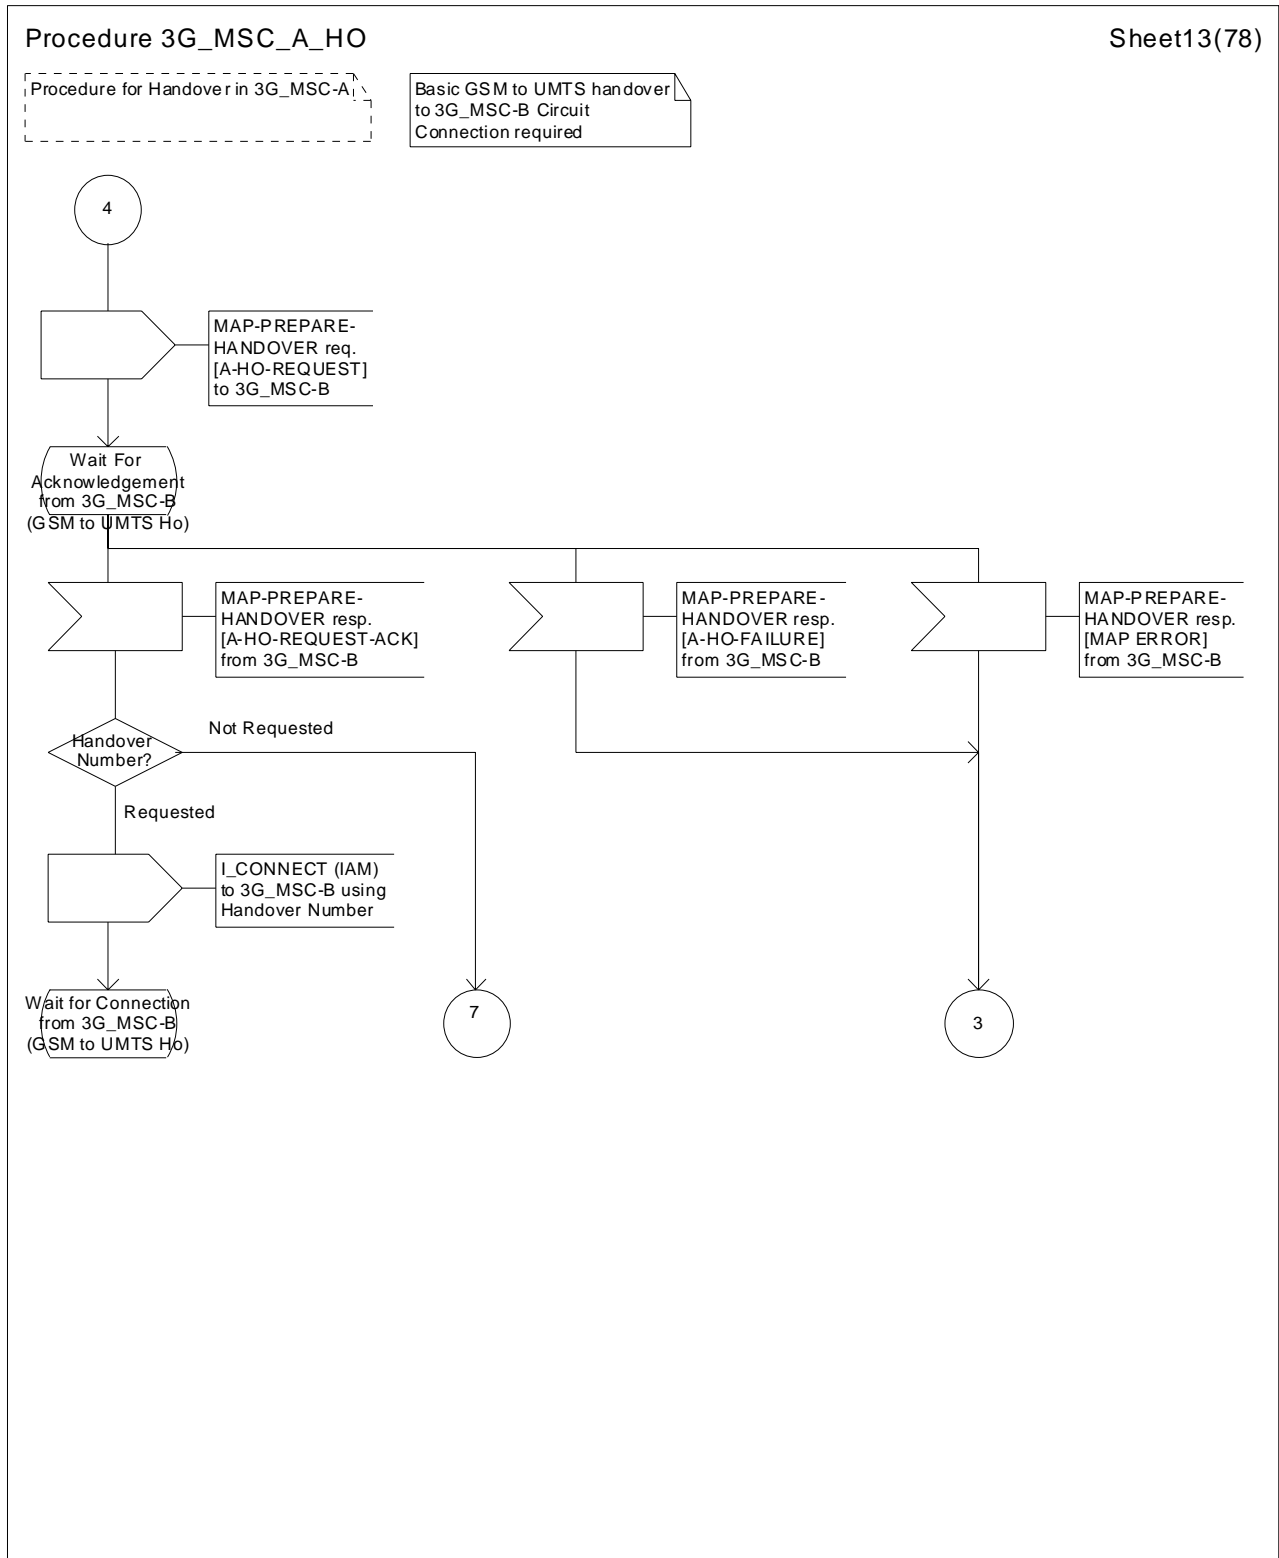 Procedure 3G_MSC_A_HO
Sheet13(78)
Procedure for Handover in 3G_MSC-A
Basic GSM to UMTS handover
to 3G_MSC-B Circuit
Connection required
4
MAP-PREPARE-
HANDOVER req.
[A-HO-REQUEST]
to 3G_MSC-B
Wait For
Acknowledgement
from 3G_MSC-B
(GSM to UMTS Ho)
MAP-PREPARE-
HANDOVER resp.
[A-HO-REQUEST-ACK]
from 3G_MSC-B
MAP-PREPARE-
HANDOVER resp.
[A-HO-FAILURE]
from 3G_MSC-B
MAP-PREPARE-
HANDOVER resp.
[MAP ERROR]
from 3G_MSC-B
Handover
Number?
Not Requested
Requested
I_CONNECT (IAM)
to 3G_MSC-B using
Handover Number
Wait for Connection
from 3G_MSC-B
(GSM to UMTS Ho)
7
3